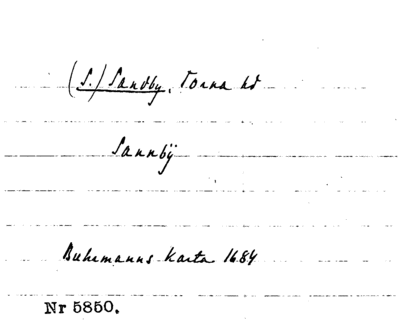 (S.) Sandby, Torna hd
Sannbÿ
Buhrmanns Karta 1684
Nr 5850.